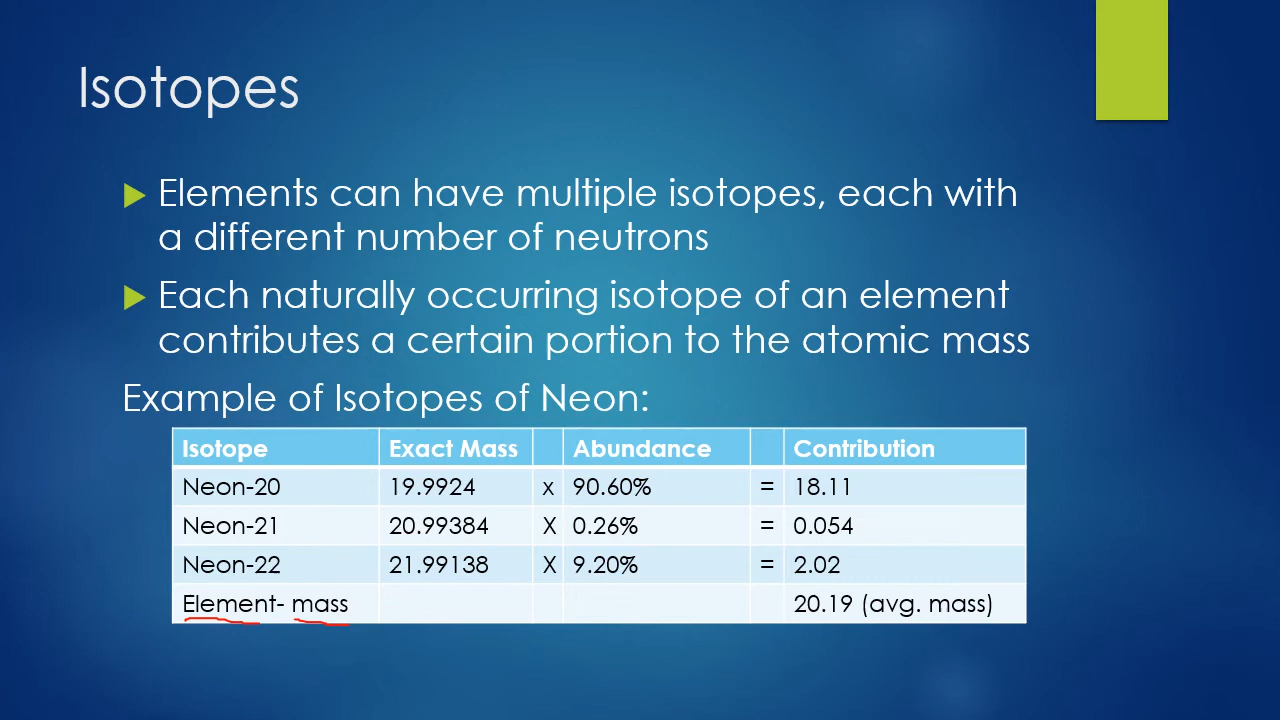 Isotopes
Elements can have multiple isotopes, each with
a different number of neutrons
Each naturally occurring isotope of an element
contributes a certain portion to the atomic mass
Example of Isotopes of Neon:
Isotope Exact Mass Abundance Contribution
Neon-20 19.9924 x 90.60% = 18.11
Neon-21 20.99384 X 0.26% = 0.054
Neon-22 21.99138 X 9.20% = 2.02
Element- mass 20.19 (avg. mass)